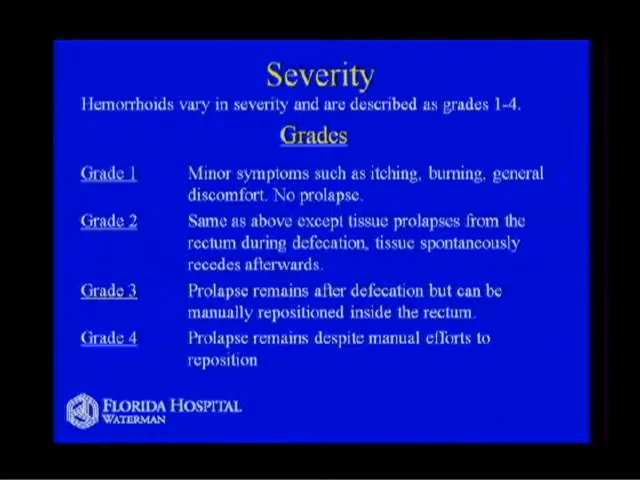 Severity
Hemorrhoids vary in severity and are described as grades 1-4.
Grades
Grade 1 Minor symptoms such as itching, burning, general
discomfort. No prolapse.
Grade 2 Same as above except tissue prolapses from the
rectum during defecation, tissue spontaneously
recedes afterwards.
Grade 3 Prolapse remains after defecation but can be
manually repositioned inside the rectum.
Grade 4 Prolapse remains despite manual efforts to
reposition
FLORIDA HOSPITAL
WATERMAN